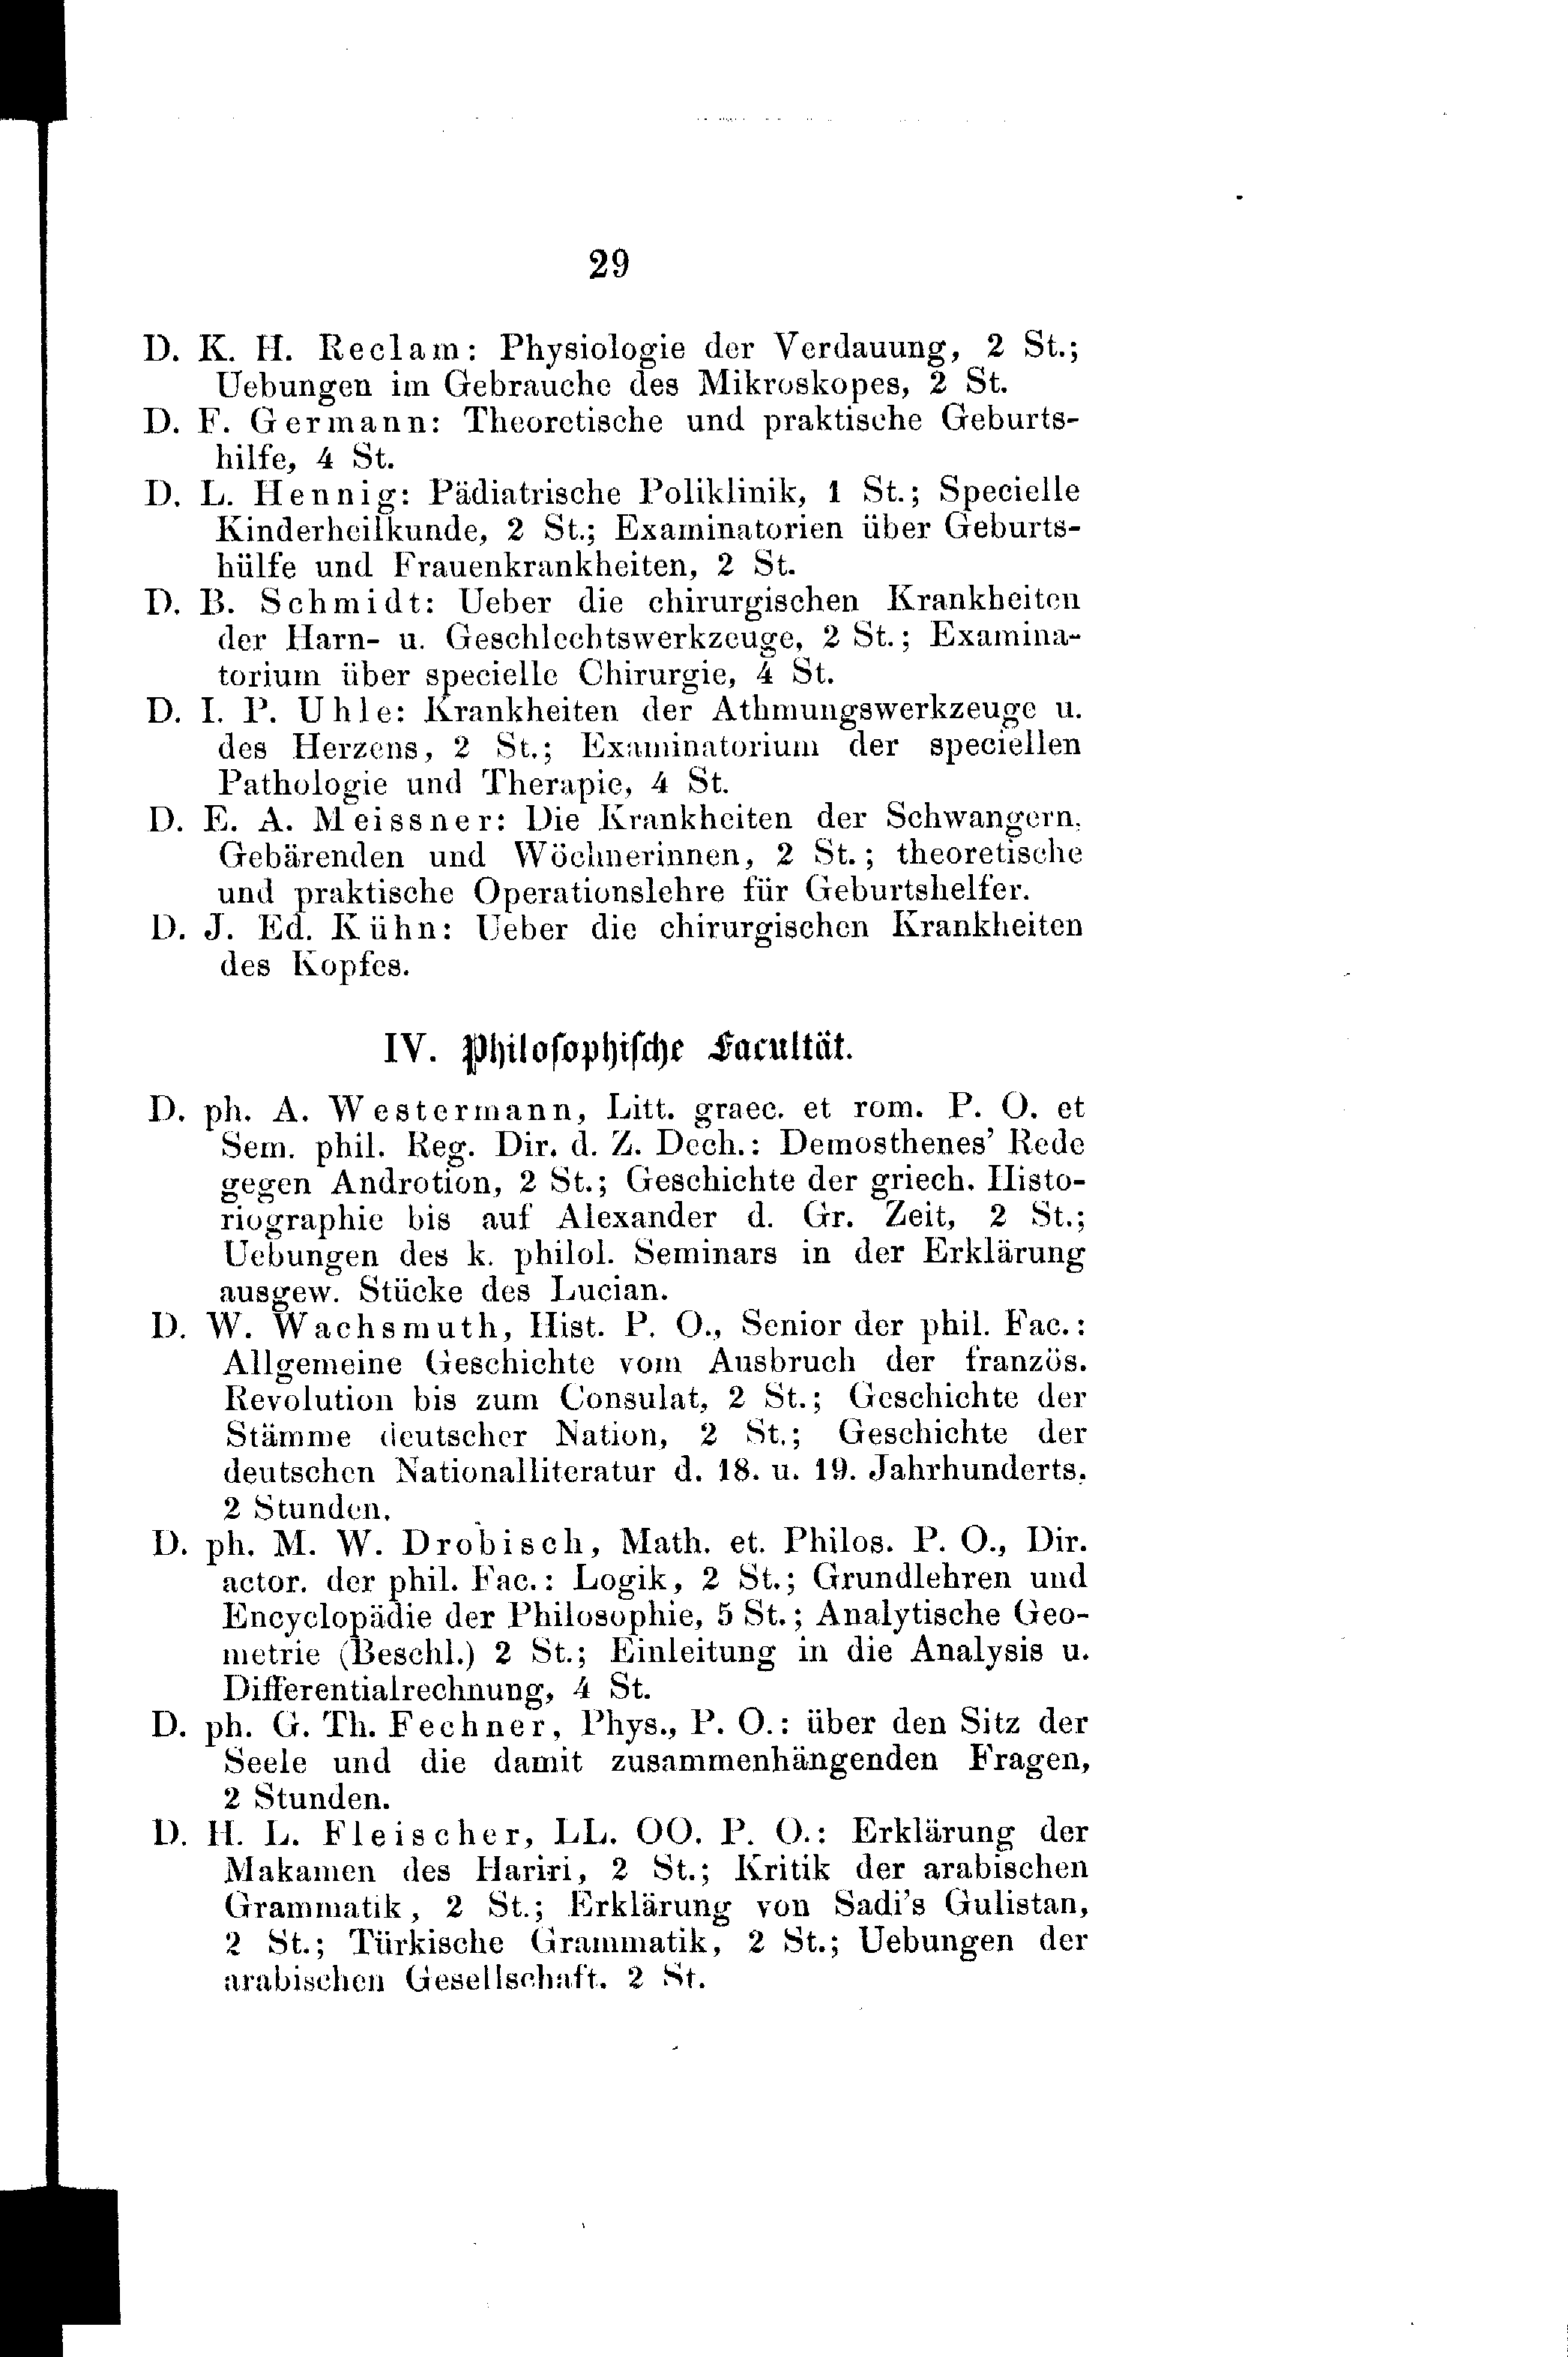 29
D. K. H. Reclam: Physiologie der Verdauung, 2 St.;
Uebungen im Gebrauche des Mikroskopes, 2 St.
D. F. Germann: Theoretische und praktische Geburts-
hilfe, 4 St.
D. L. Hennig: Pädiatrische Poliklinik, 1 St.; Specielle
Kinderheilkunde, 2 St.; Examinatorien über Geburts-
hülfe und Frauenkrankheiten, 2 St.
D. B. Schmidt: Ueber die chirurgischen Krankheiten
der Harn- u. Geschlechtswerkzeuge, 2 St.; Examina-
torium über specielle Chirurgie, 4 St.
D. I. P. Uhle: Krankheiten der Athmungswerkzeuge u.
des Herzens, 2 St.; Examinatorium der speciellen
Pathologie und Therapie, 4 St.
D. E. A. Meissner: Die Krankheiten der Schwangern,
Gebärenden und Wöchnerinnen, 2 St.; theoretische
und praktische Operationslehre für Geburtshelfer.
D. J. Ed. Kühn: Ueber die chirurgischen Krankheiten
des Kopfes.
IV. Philosophische Facultät.
D. ph. A. Westermann, Litt. graec. et rom. P. O. et
Sem. phil. Reg. Dir. d. Z. Dech.: Demosthenes' Rede
gegen Androtion, 2 St.; Geschichte der griech. Histo-
riographie bis auf Alexander d. Gr. Zeit, 2 St.;
Uebungen des k. philol. Seminars in der Erklärung
ausgew. Stücke des Lucian.
D. W. Wachsmuth, Hist. P. O., Senior der phil. Fac.:
Allgemeine Geschichte vom Ausbruch der französ.
Revolution bis zum Consulat, 2 St.; Geschichte der
Stämme deutscher Nation, 2 St.; Geschichte der
deutschen Nationalliteratur d. 18. u. 19. Jahrhunderts.
2 Stunden.
D. ph. M. W. Drobisch, Math. et. Philos. P. O., Dir.
actor. der phil. Fac.: Logik, 2 St.; Grundlehren und
Encyclopädie der Philosophie, 5 St.; Analytische Geo-
metrie (Beschl.) 2 St.; Einleitung in die Analysis u.
Differentialrechnung, 4 St.
D. ph. G. Th. Fechner, Phys., P. O.: über den Sitz der
Seele und die damit zusammenhängenden Fragen,
2 Stunden.
D. H. L. Fleischer, LL. OO. P. O.: Erklärung der
Makamen des Hariri, 2 St.; Kritik der arabischen
Grammatik, 2 St.; Erklärung von Sadi's Gulistan,
2 St.; Türkische Grammatik, 2 St.; Uebungen der
arabischen Gesellschaft. 2 St.